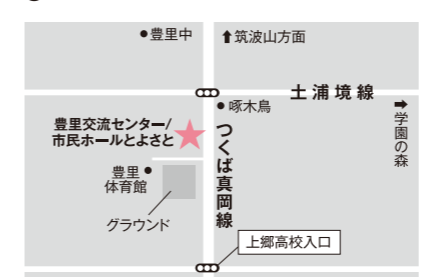 豊里中
⬆筑波山方面
土浦境線
啄木鳥
➡学園の森
豊里交流センター/
市民ホールとよさと
つくば真岡線
豊里
体育館
グラウンド
上郷高校入口